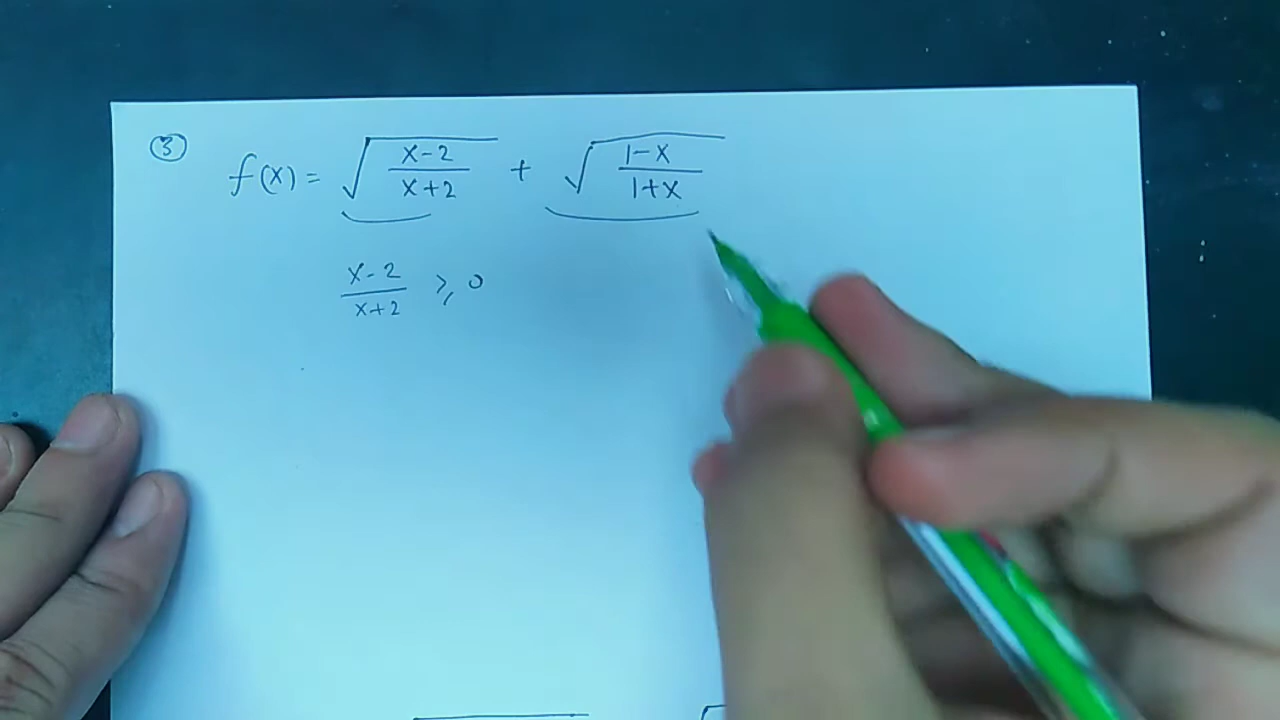 ③ f(x) = √((x-2)/(x+2)) + √((1-x)/(1+x))
(x-2)/(x+2) ⩾ 0